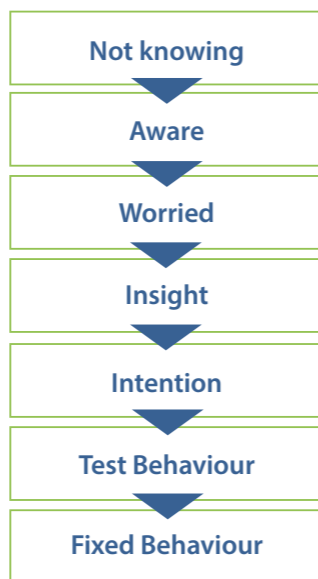 Not knowing
Aware
Worried
Insight
Intention
Test Behaviour
Fixed Behaviour